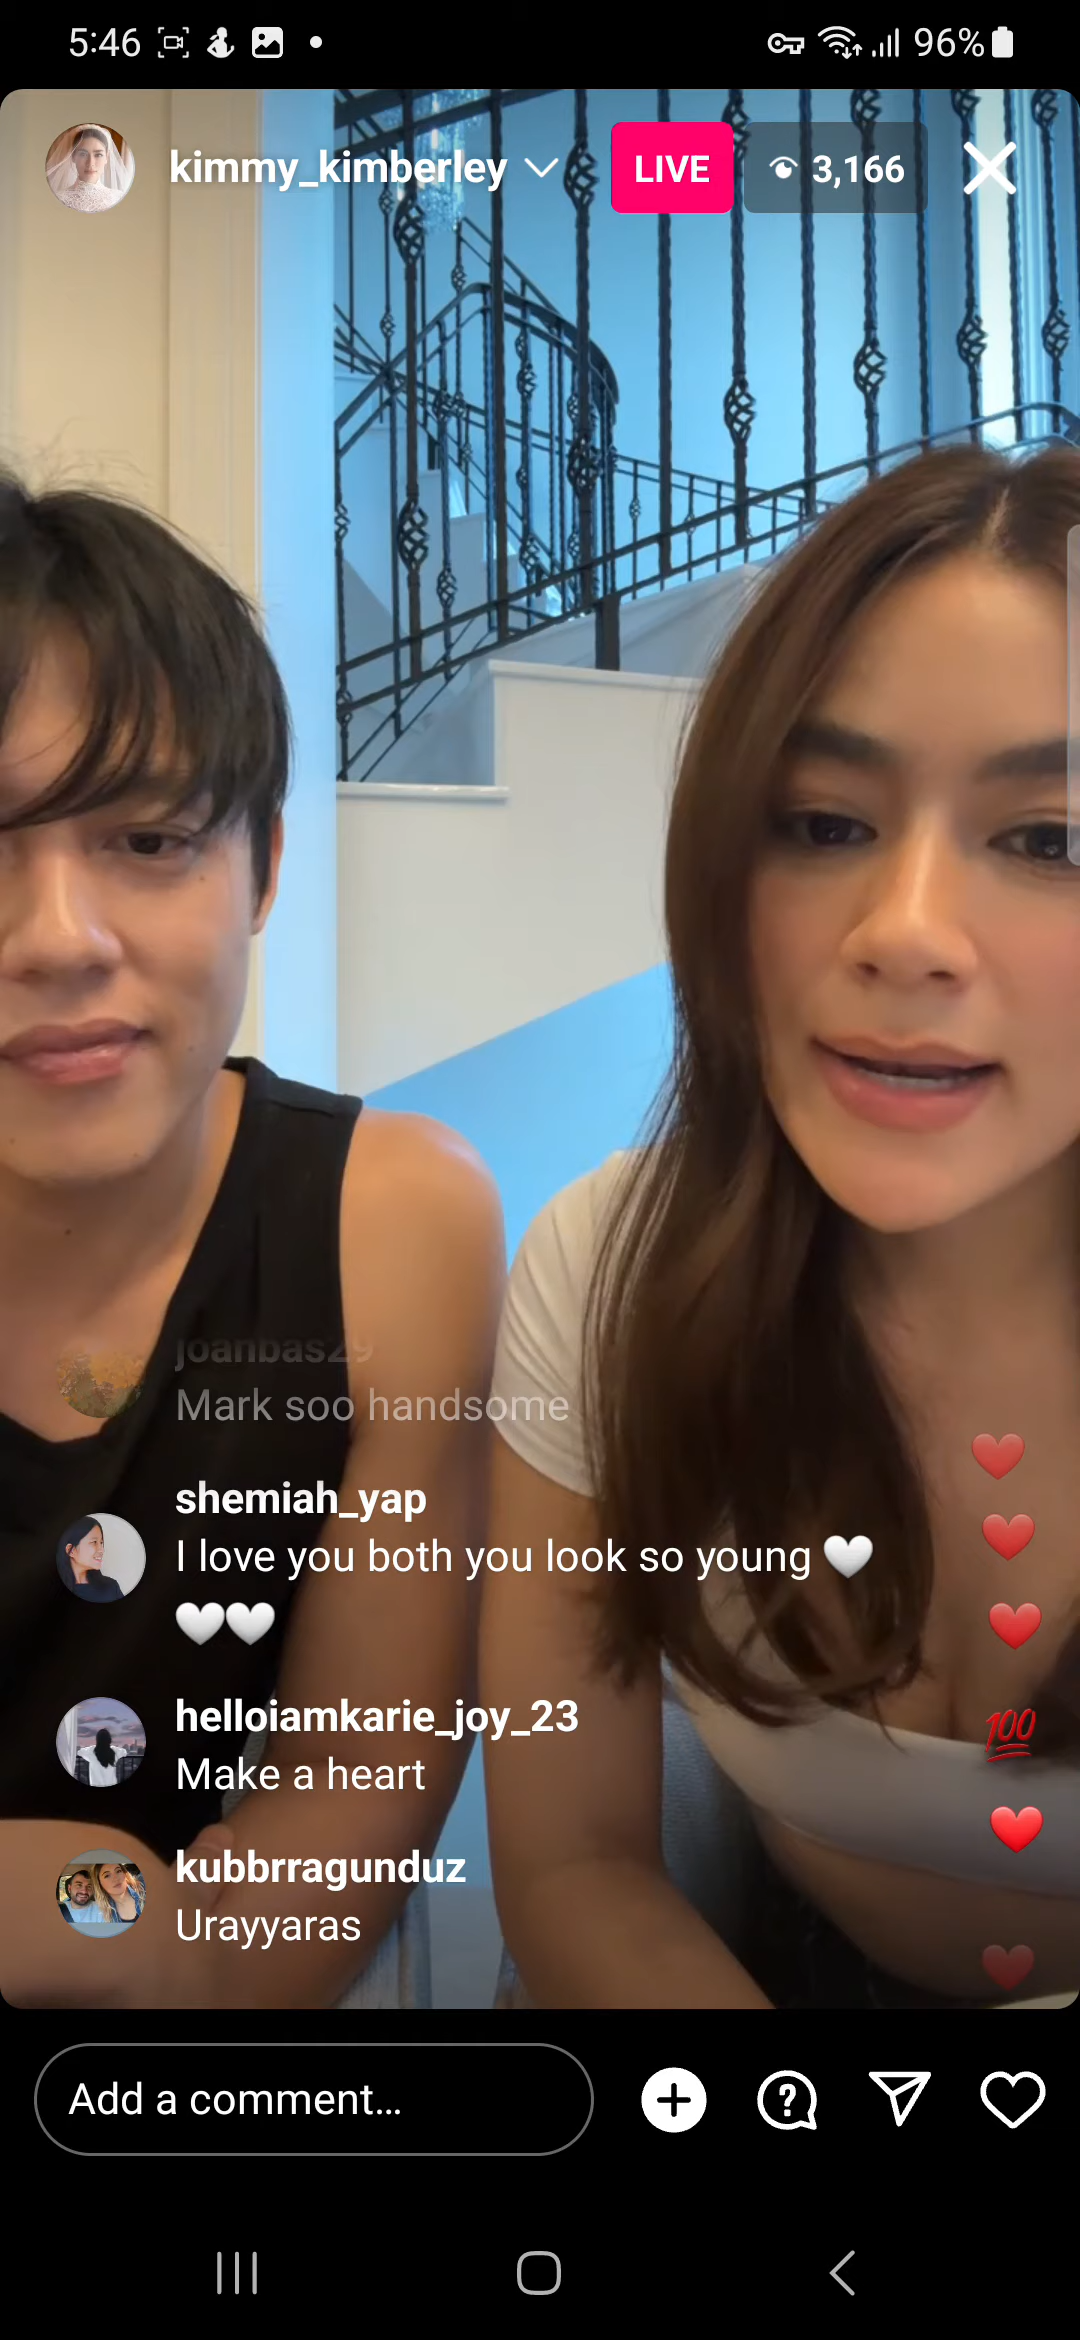 5:46
96%
kimmy_kimberley
LIVE
3,166
joanbas29
Mark soo handsome
shemiah_yap
I love you both you look so young 🤍
🤍🤍
helloiamkarie_joy_23
Make a heart
kubbrragunduz
Urayyaras
💯
Add a comment...